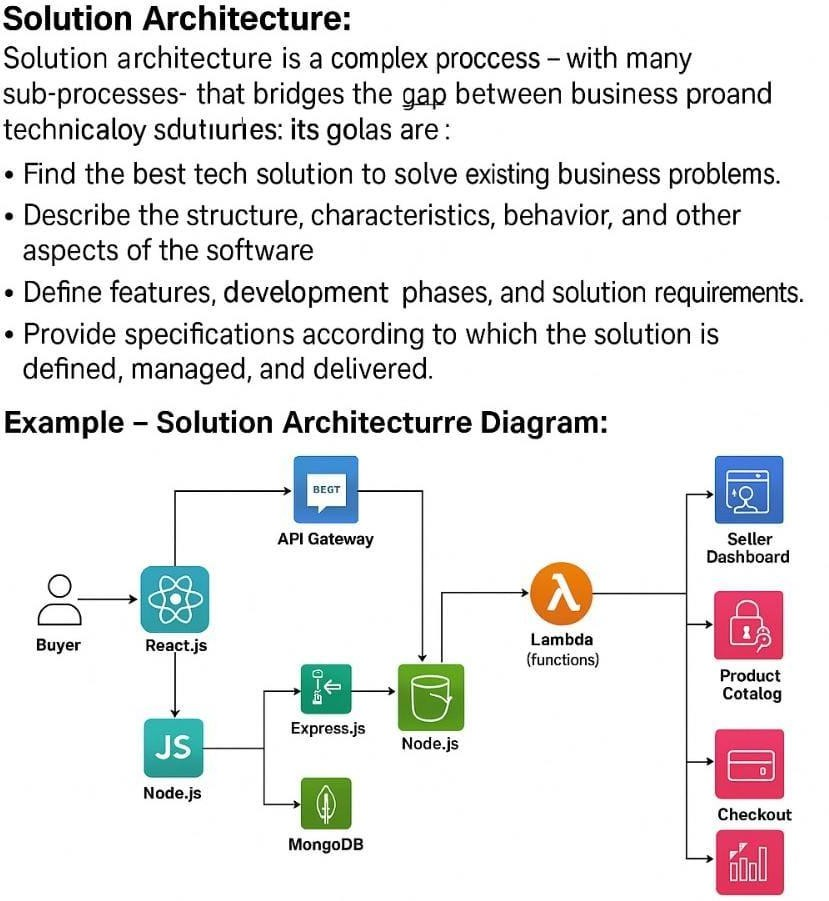 Solution Architecture:
Solution architecture is a complex proccess – with many
sub-processes- that bridges the gap between business proand
technicaloy sdutiuries: its golas are :
• Find the best tech solution to solve existing business problems.
• Describe the structure, characteristics, behavior, and other
aspects of the software
• Define features, development phases, and solution requirements.
• Provide specifications according to which the solution is
defined, managed, and delivered.
Example – Solution Architecturre Diagram:
BEGT
API Gateway
Seller
Dashboard
Buyer
React.js
Lambda
(functions)
Product
Cotalog
Express.js
Node.js
JS
Node.js
MongoDB
Checkout